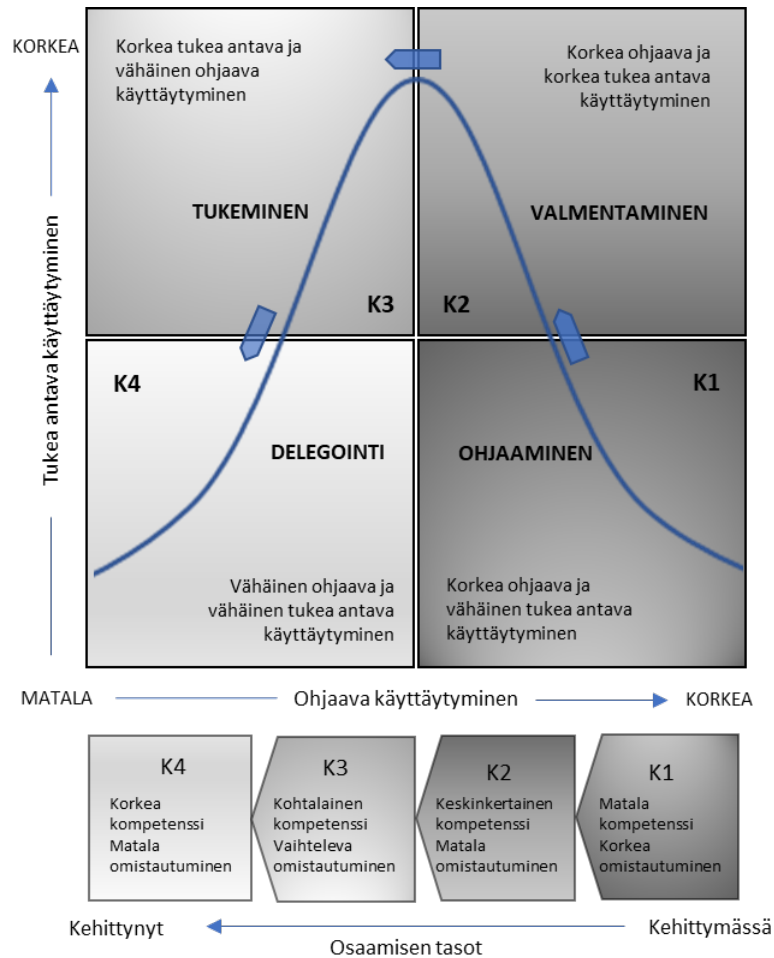 KORKEA
Korkea tukea antava ja
vähäinen ohjaava
käyttäytyminen
Korkea ohjaava ja
korkea tukea antava
käyttäytyminen
TUKEMINEN
VALMENTAMINEN
K3
K2
Tukea antava käyttäytyminen
K4
K1
DELEGOINTI
OHJAAMINEN
Vähäinen ohjaava ja
vähäinen tukea antava
käyttäytyminen
Korkea ohjaava ja
vähäinen tukea antava
käyttäytyminen
MATALA
Ohjaava käyttäytyminen
KORKEA
K4
Korkea
kompetenssi
Matala
omistautuminen
K3
Kohtalainen
kompetenssi
Vaihteleva
omistautuminen
K2
Keskinkertainen
kompetenssi
Matala
omistautuminen
K1
Matala
kompetenssi
Korkea
omistautuminen
Kehittynyt
Kehittymässä
Osaamisen tasot